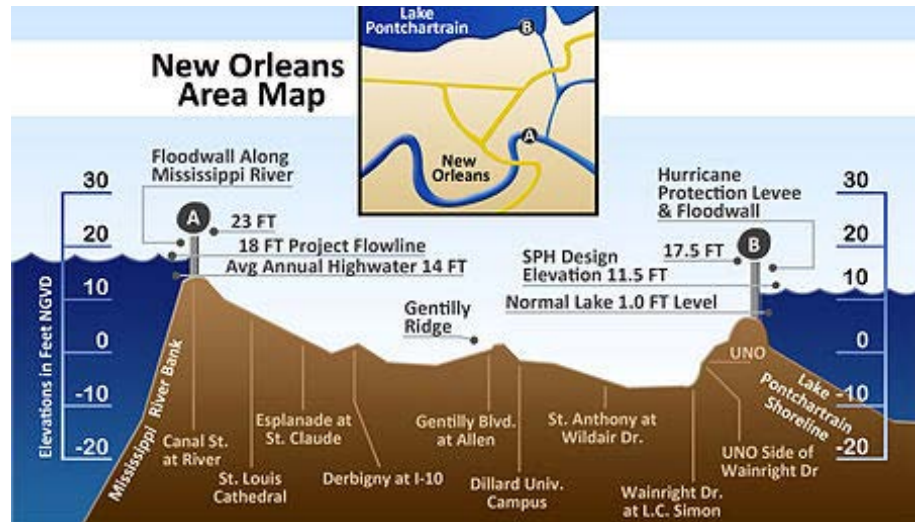 Lake
Pontchartrain
B
A
New
Orleans
New Orleans
Area Map
Floodwall Along
Mississippi River
A
23 FT
18 FT Project Flowline
Avg Annual Highwater 14 FT
Gentilly
Ridge
Hurricane
Protection Levee
& Floodwall
B
17.5 FT
SPH Design
Elevation 11.5 FT
Normal Lake 1.0 FT Level
Elevations in Feet NGVD
30
20
10
0
-10
-20
30
20
10
0
-10
-20
Mississippi River Bank
Canal St.
at River
St. Louis
Cathedral
Esplanade at
St. Claude
Derbigny at I-10
Gentilly Blvd.
at Allen
Dillard Univ.
Campus
St. Anthony at
Wildair Dr.
Wainright Dr.
at L.C. Simon
UNO
UNO Side of
Wainright Dr
Lake
Pontchartrain
Shoreline